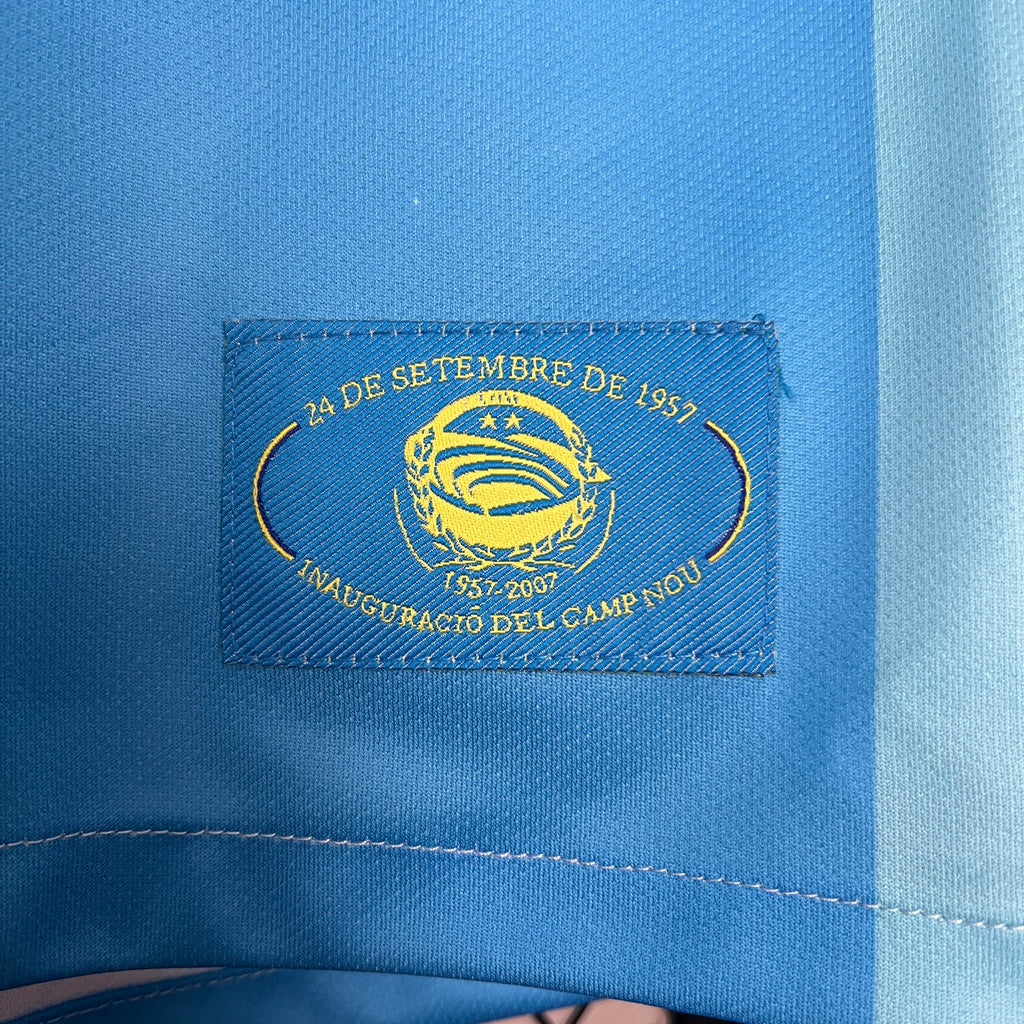 24 DE SETEMBRE DE 1957
1957-2007
INAUGURACIÓ DEL CAMP NOU